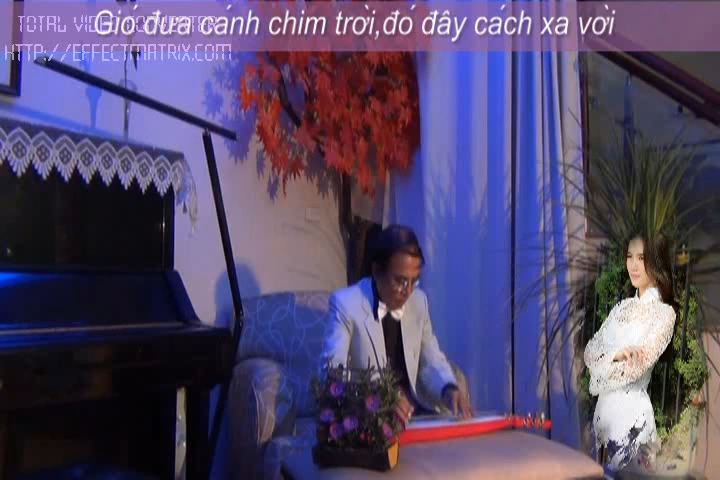 Gió đưa cánh chim trời,đó đây cách xa vời
TOTAL VIDEO CONVERTER
HTTP://EFFECTMATRIX.COM